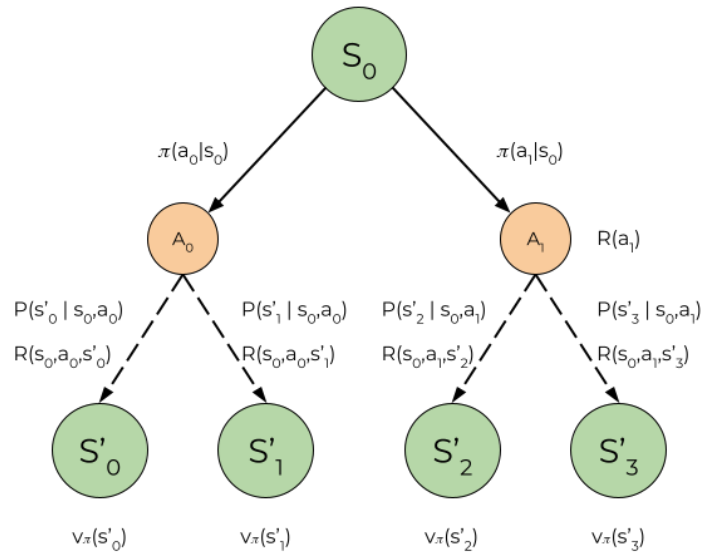 S₀
π(a₀|s₀) π(a₁|s₀)
A₀ A₁ R(a₁)
P(s'₀ | s₀,a₀) P(s'₁ | s₀,a₀) P(s'₂ | s₀,a₁) P(s'₃ | s₀,a₁)
R(s₀,a₀,s'₀) R(s₀,a₀,s'₁) R(s₀,a₁,s'₂) R(s₀,a₁,s'₃)
S'₀ S'₁ S'₂ S'₃
vπ(s'₀) vπ(s'₁) vπ(s'₂) vπ(s'₃)